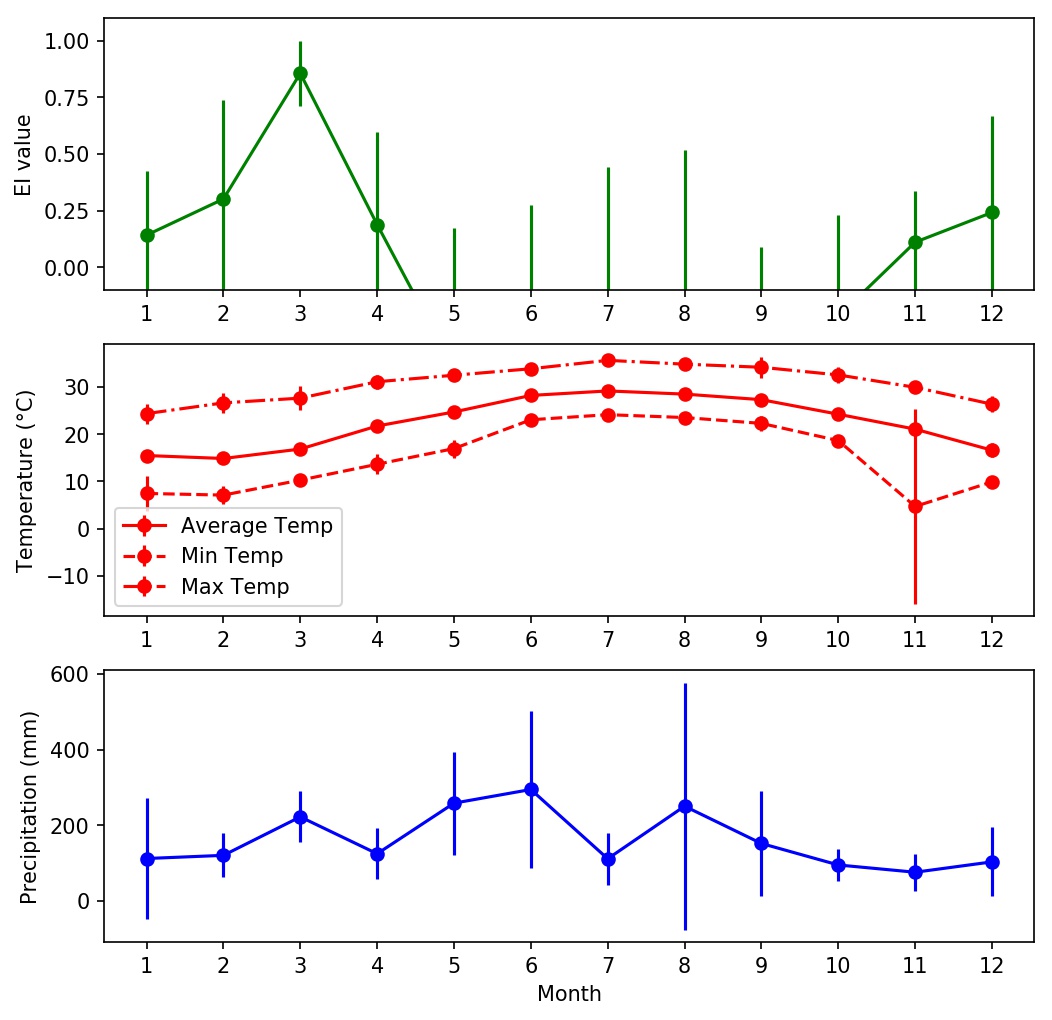 EI value
1.00
0.75
0.50
0.25
0.00
1 2 3 4 5 6 7 8 9 10 11 12
Temperature (°C)
30
20
10
0
−10
Average Temp
Min Temp
Max Temp
1 2 3 4 5 6 7 8 9 10 11 12
Precipitation (mm)
600
400
200
0
1 2 3 4 5 6 7 8 9 10 11 12
Month